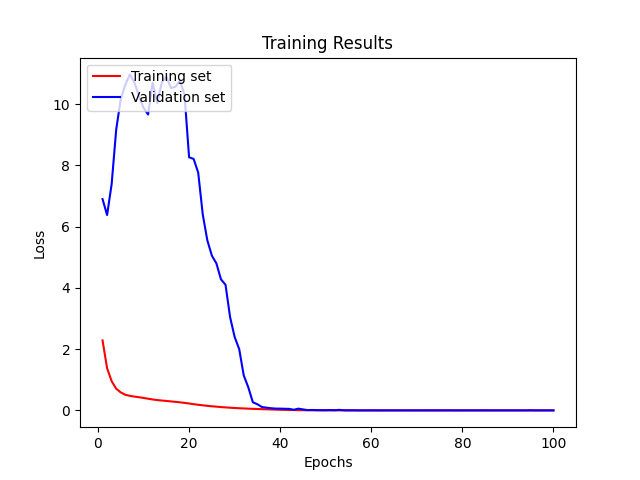 Training Results
Training set
Validation set
10
8
6
4
2
0
Loss
0 20 40 60 80 100
Epochs